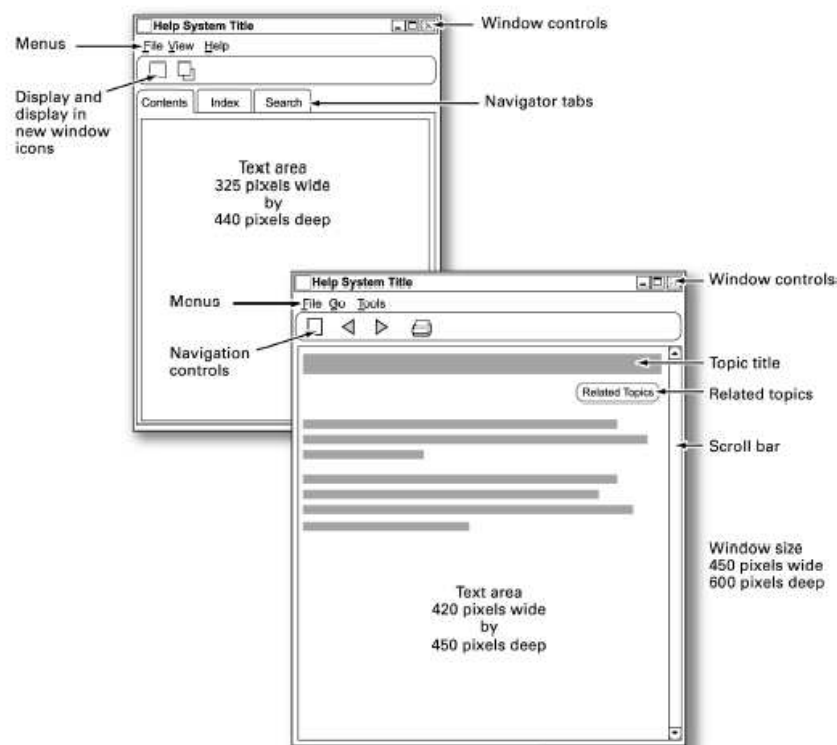 Help System Title
Window controls
Menus
File View Help
Display and
display in
new window
icons
Contents Index Search
Navigator tabs
Text area
325 pixels wide
by
440 pixels deep
Help System Title
Window controls
Menus
File Go Tools
Navigation
controls
Topic title
Related Topics
Related topics
Scroll bar
Window size
450 pixels wide
600 pixels deep
Text area
420 pixels wide
by
450 pixels deep